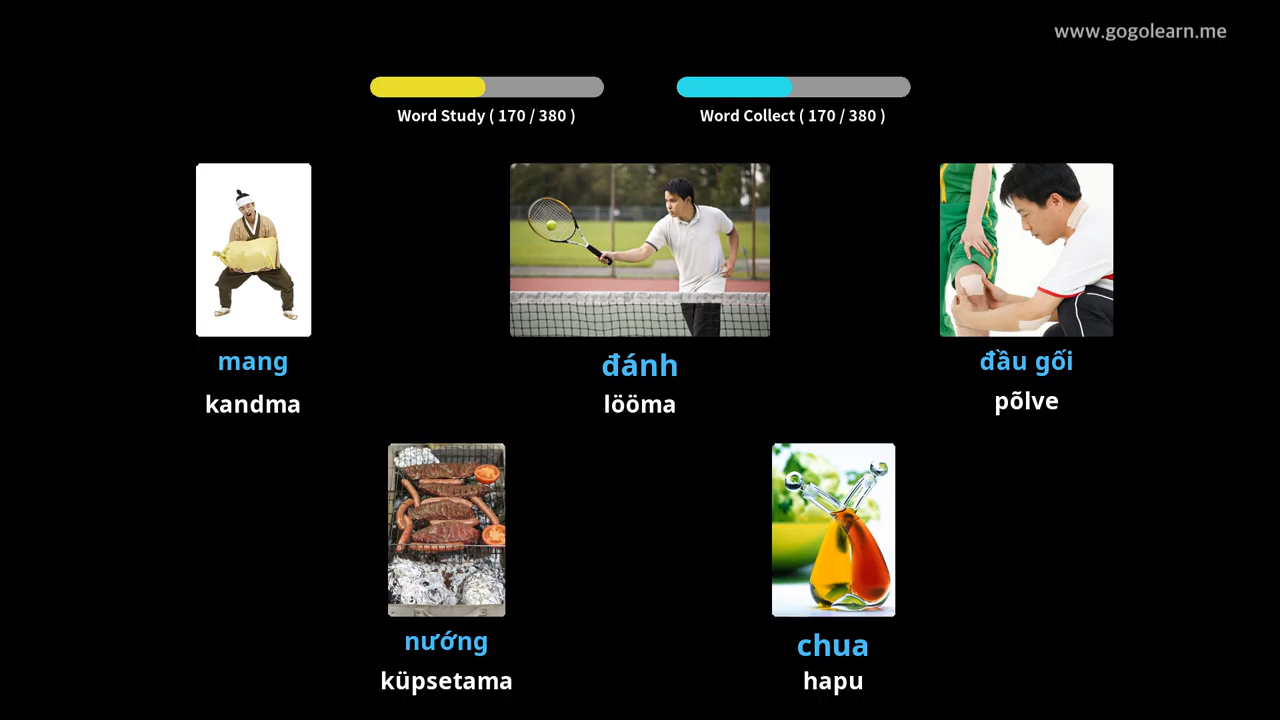 www.gogolearn.me
Word Study ( 170 / 380 )
Word Collect ( 170 / 380 )
mang
kandma
đánh
lööma
đầu gối
põlve
nướng
küpsetama
chua
hapu